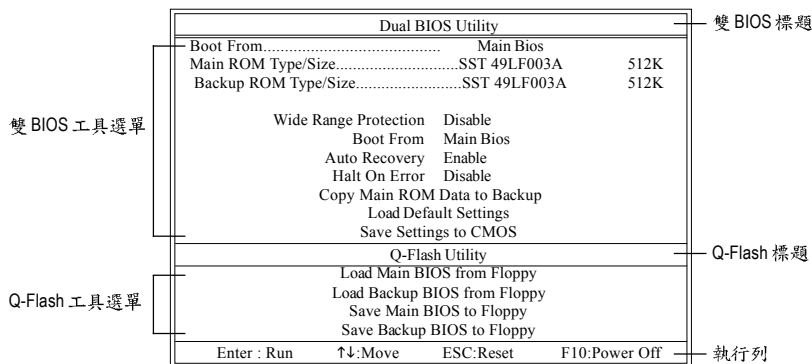 Dual BIOS Utility
雙 BIOS 標題
Boot From.......................................... Main Bios
Main ROM Type/Size.............................SST 49LF003A 512K
Backup ROM Type/Size.........................SST 49LF003A 512K
雙 BIOS 工具選單
Wide Range Protection Disable
Boot From Main Bios
Auto Recovery Enable
Halt On Error Disable
Copy Main ROM Data to Backup
Load Default Settings
Save Settings to CMOS
Q-Flash Utility
Q-Flash 標題
Load Main BIOS from Floppy
Load Backup BIOS from Floppy
Q-Flash 工具選單
Save Main BIOS to Floppy
Save Backup BIOS to Floppy
Enter : Run ↑↓:Move ESC:Reset F10:Power Off
執行列